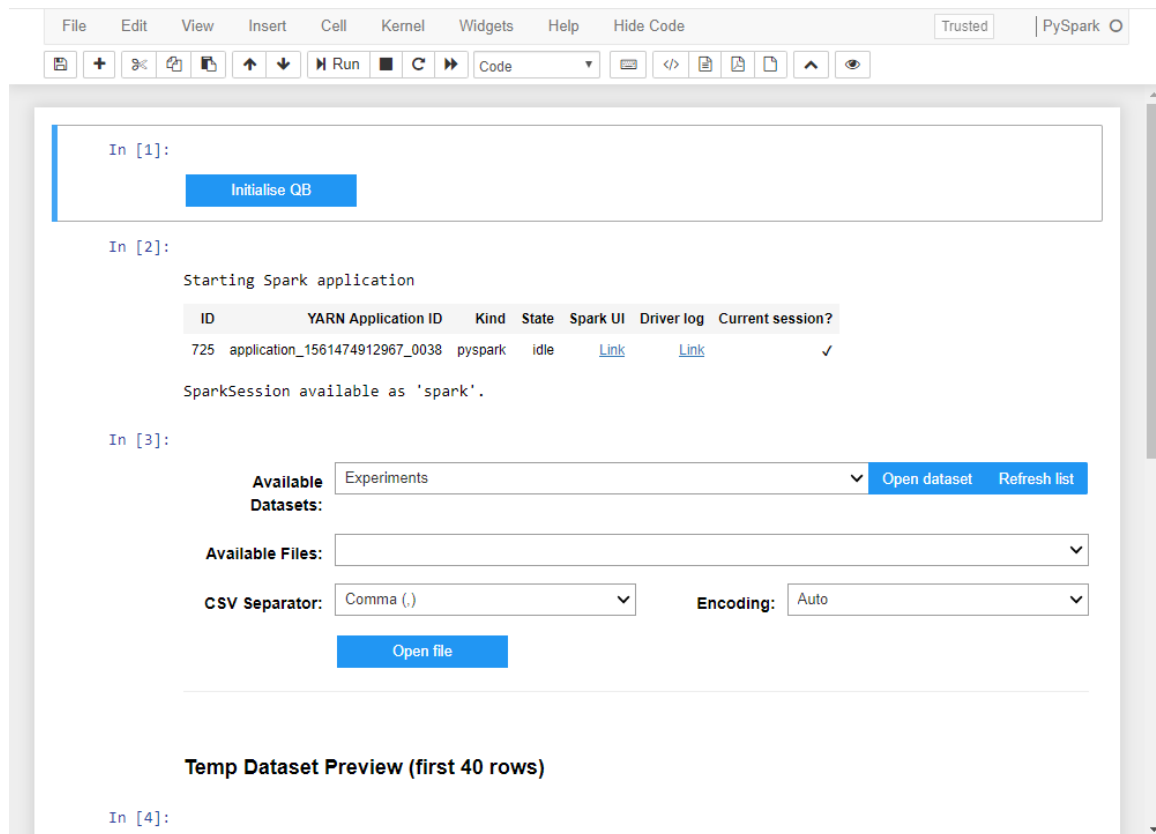 File Edit View Insert Cell Kernel Widgets Help Hide Code Trusted PySpark
Run Code
In [1]:
Initialise QB
In [2]:
Starting Spark application
ID YARN Application ID Kind State Spark UI Driver log Current session?
725 application_1561474912967_0038 pyspark idle Link Link ✓
SparkSession available as 'spark'.
In [3]:
Available Datasets: Experiments Open dataset Refresh list
Available Files:
CSV Separator: Comma (,) Encoding: Auto
Open file
Temp Dataset Preview (first 40 rows)
In [4]: